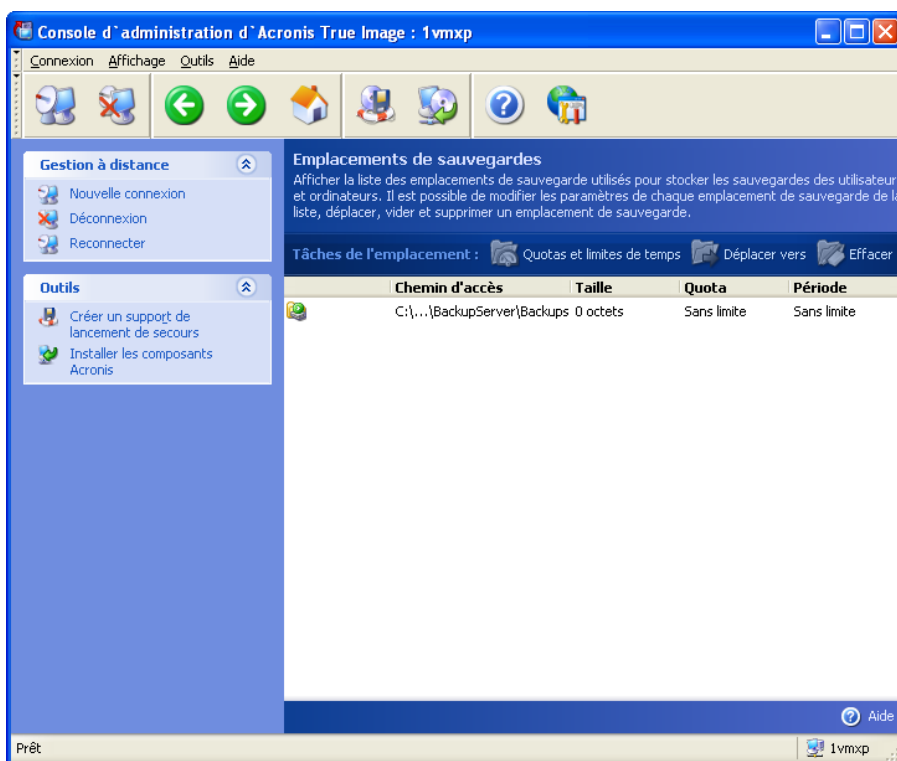 Console d`administration d`Acronis True Image : 1vmxp
Connexion Affichage Outils Aide
Gestion à distance
Nouvelle connexion
Déconnexion
Reconnecter
Outils
Créer un support de
lancement de secours
Installer les composants
Acronis
Emplacements de sauvegardes
Afficher la liste des emplacements de sauvegarde utilisés pour stocker les sauvegardes des utilisateur
et ordinateurs. Il est possible de modifier les paramètres de chaque emplacement de sauvegarde de la
liste, déplacer, vider et supprimer un emplacement de sauvegarde.
Tâches de l'emplacement : Quotas et limites de temps Déplacer vers Effacer
Chemin d'accès Taille Quota Période
C:\...\BackupServer\Backups 0 octets Sans limite Sans limite
Aide
Prêt 1vmxp